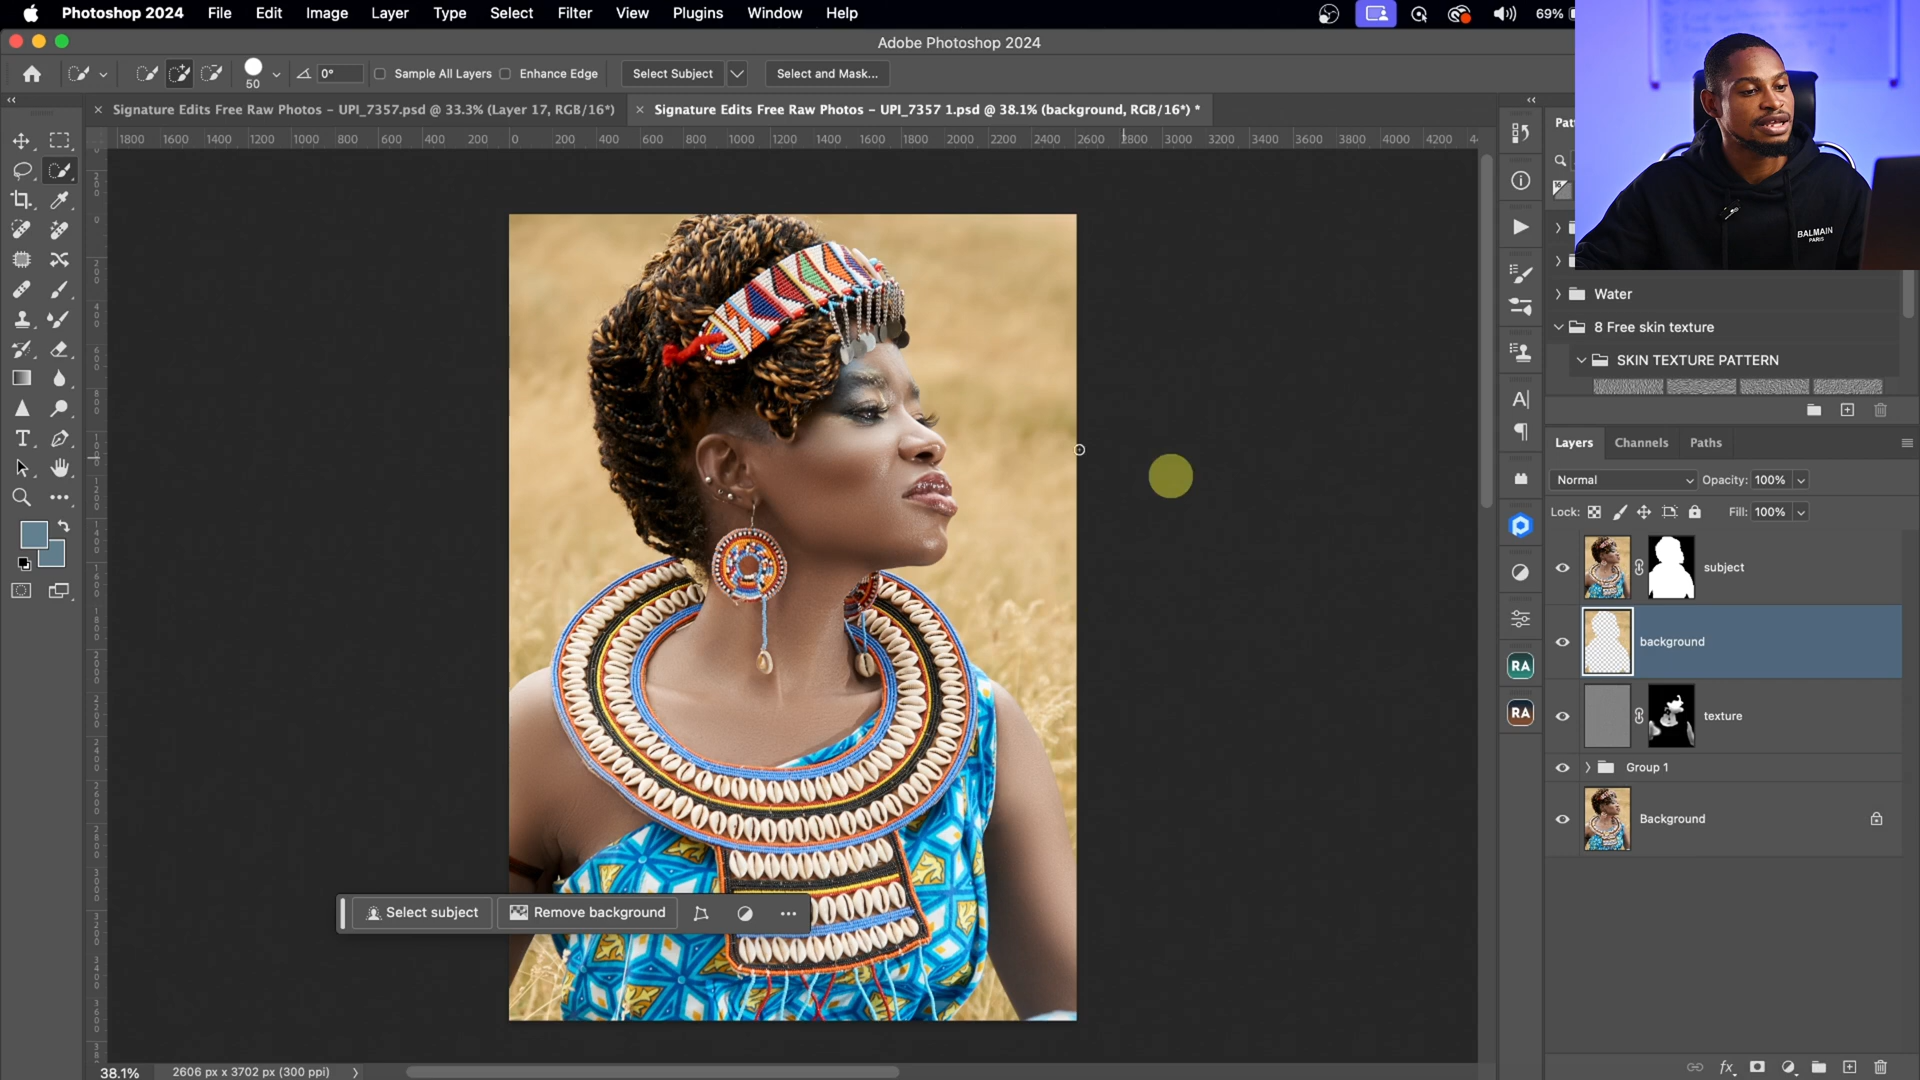 Photoshop 2024 File Edit Image Layer Type Select Filter View Plugins Window Help 69%
Adobe Photoshop 2024
50 0° Sample All Layers Enhance Edge Select Subject Select and Mask...
Signature Edits Free Raw Photos – UPI_7357.psd @ 33.3% (Layer 17, RGB/16*) Signature Edits Free Raw Photos – UPI_7357 1.psd @ 38.1% (background, RGB/16*) *
1800 1600 1400 1200 1000 800 600 400 200 0 200 400 600 800 1000 1200 1400 1600 1800 2000 2200 2400 2600 2800 3000 3200 3400 3600 3800 4000 4200
BALMAIN
PARIS
Water
8 Free skin texture
SKIN TEXTURE PATTERN
Layers Channels Paths
Normal Opacity: 100%
Lock: Fill: 100%
subject
background
RA
texture
RA
Group 1
Background
Select subject Remove background
38.1% 2606 px x 3702 px (300 ppi)